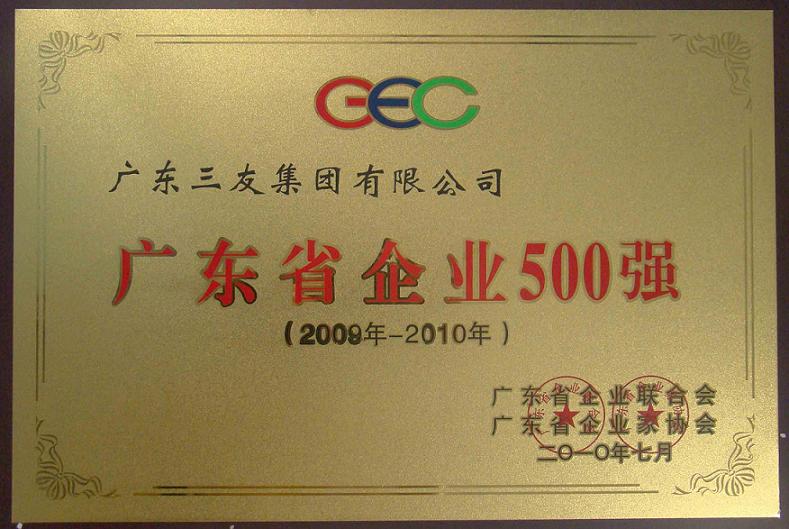 GEC
广东三友集团有限公司
广东省企业500强
（2009年-2010年）
广东省企业联合会
广东省企业家协会
二O一O年七月